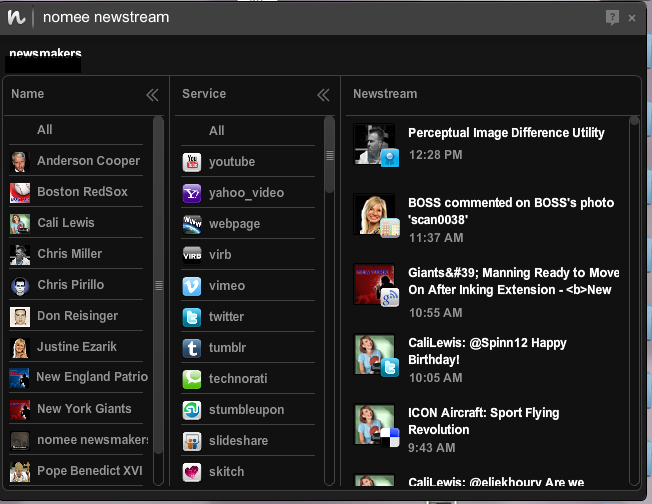 nomee newstream
newsmakers
Name
Service
Newstream
All
Anderson Cooper
Boston RedSox
Cali Lewis
Chris Miller
Chris Pirillo
Don Reisinger
Justine Ezarik
New England Patrio
New York Giants
nomee newsmakers
Pope Benedict XVI
All
youtube
yahoo_video
webpage
virb
vimeo
twitter
tumblr
technorati
stumbleupon
slideshare
skitch
Perceptual Image Difference Utility
12:28 PM
BOSS commented on BOSS's photo
'scan0038'
11:37 AM
Giants&#39; Manning Ready to Move
On After Inking Extension - <b>New
10:55 AM
CaliLewis: @Spinn12 Happy
Birthday!
10:05 AM
ICON Aircraft: Sport Flying
Revolution
9:43 AM
CaliLewis: @eliekhoury Are we